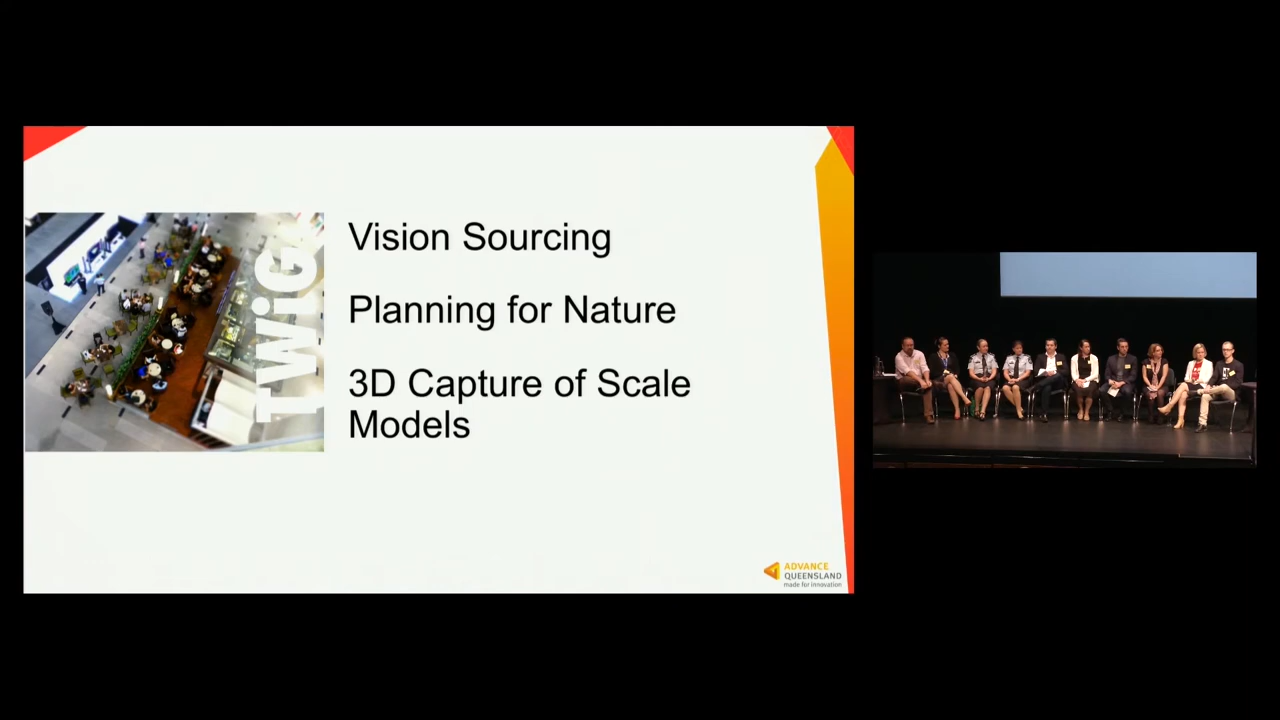 TWiG
Vision Sourcing
Planning for Nature
3D Capture of Scale
Models
ADVANCE
QUEENSLAND
made for innovation